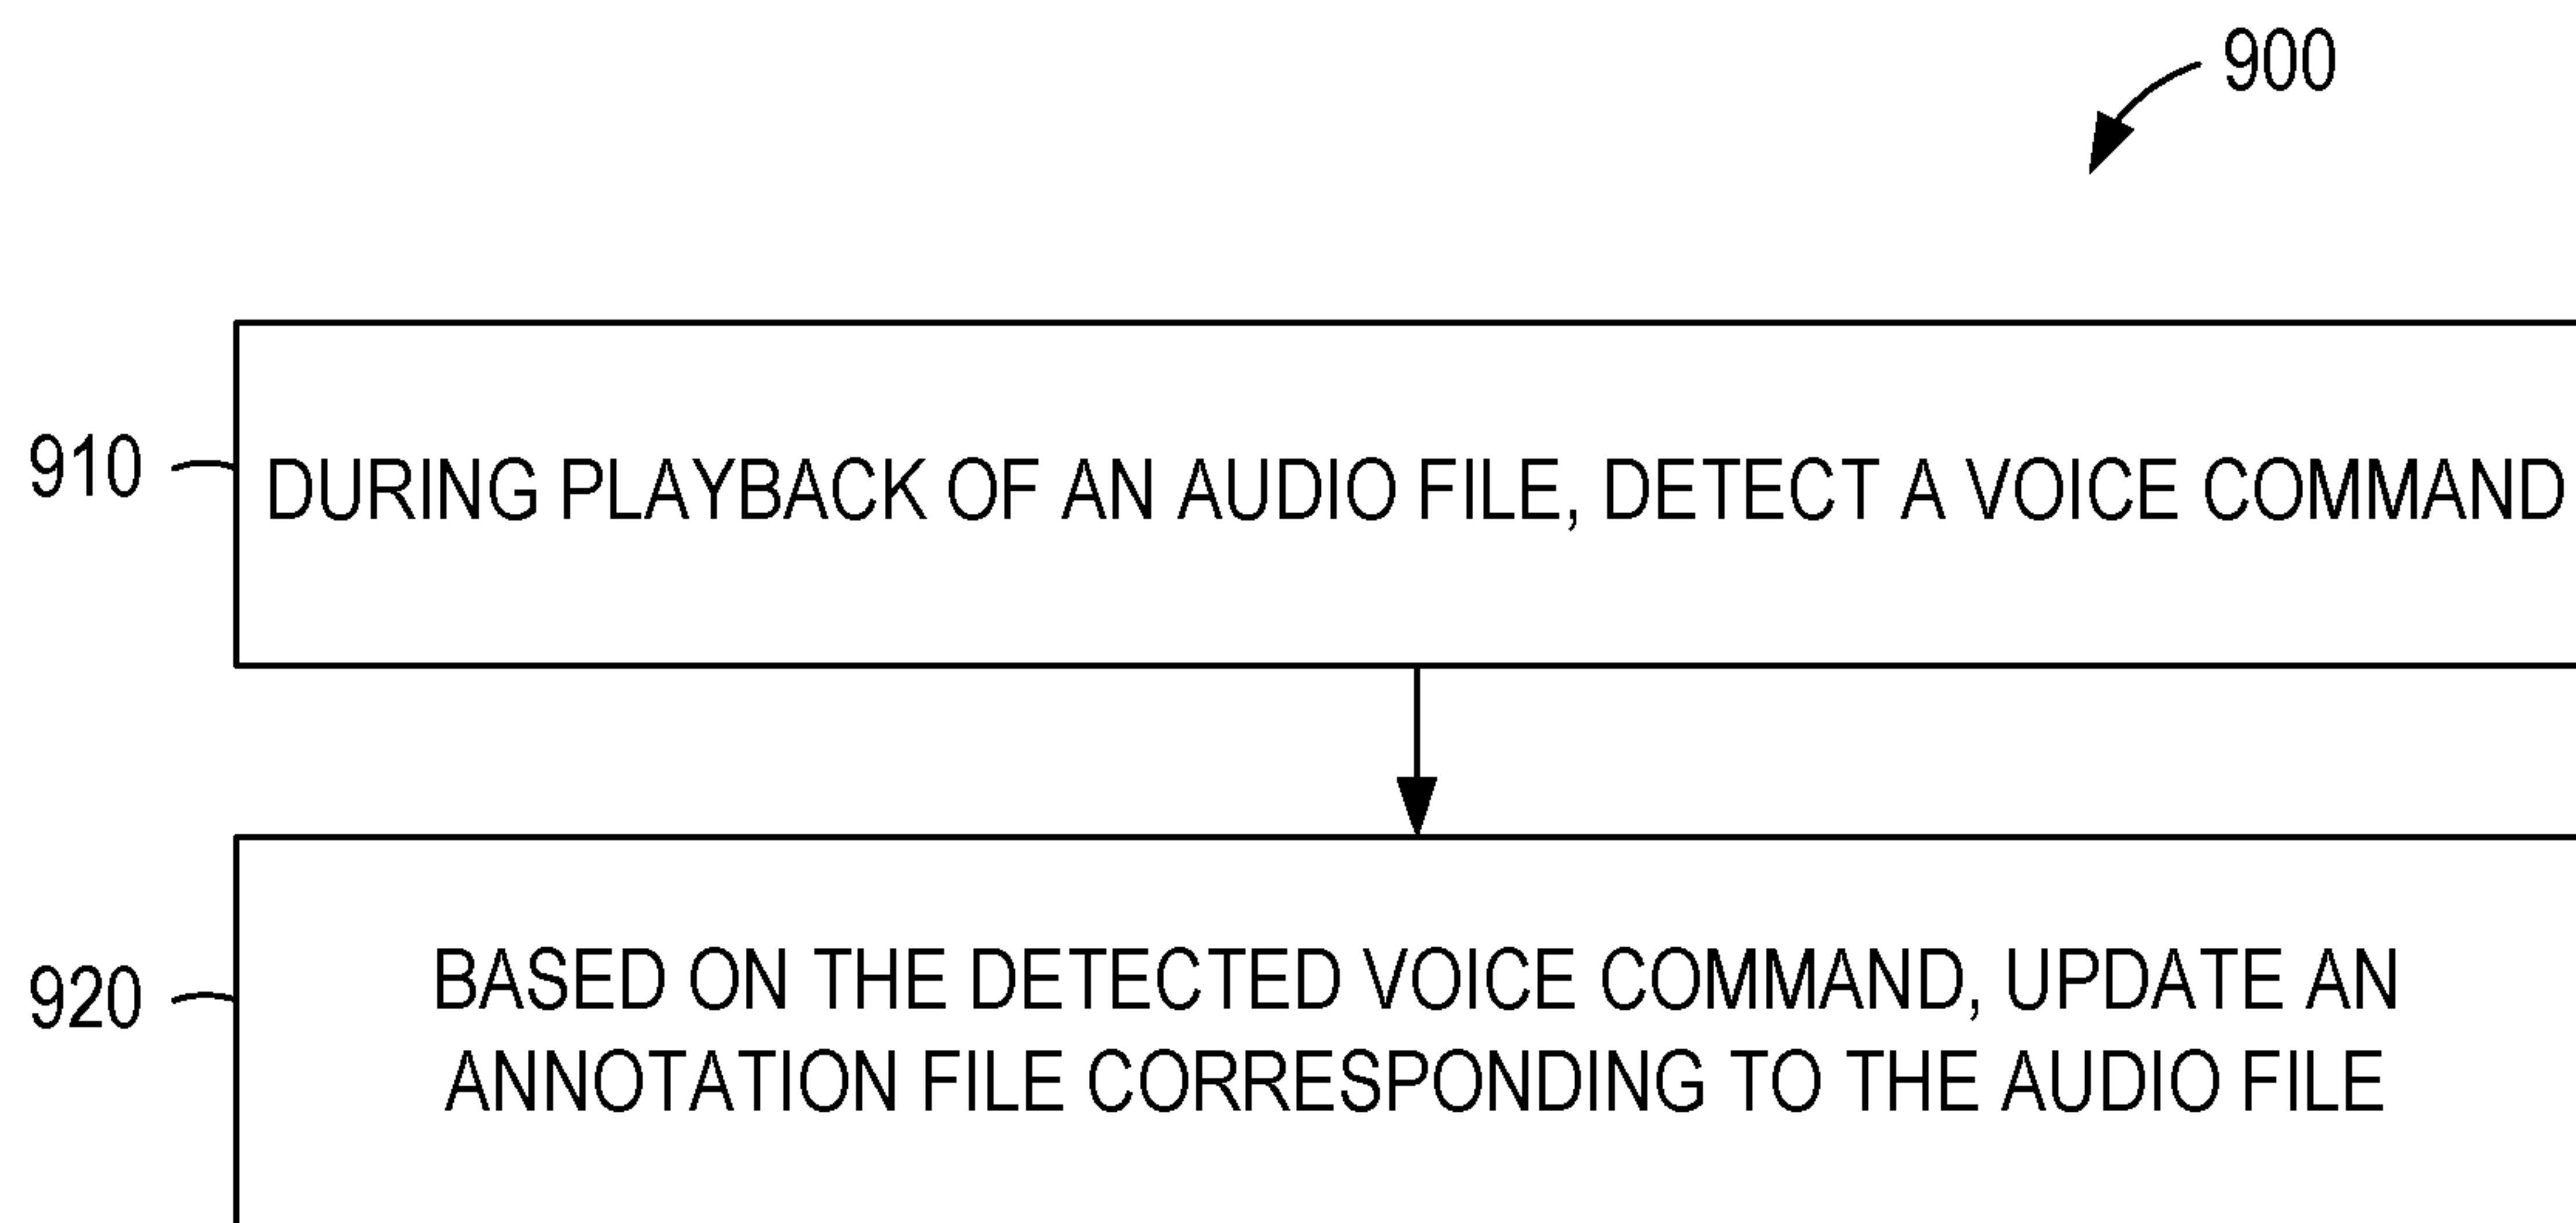 900
910
DURING PLAYBACK OF AN AUDIO FILE, DETECT A VOICE COMMAND
920
BASED ON THE DETECTED VOICE COMMAND, UPDATE AN
ANNOTATION FILE CORRESPONDING TO THE AUDIO FILE